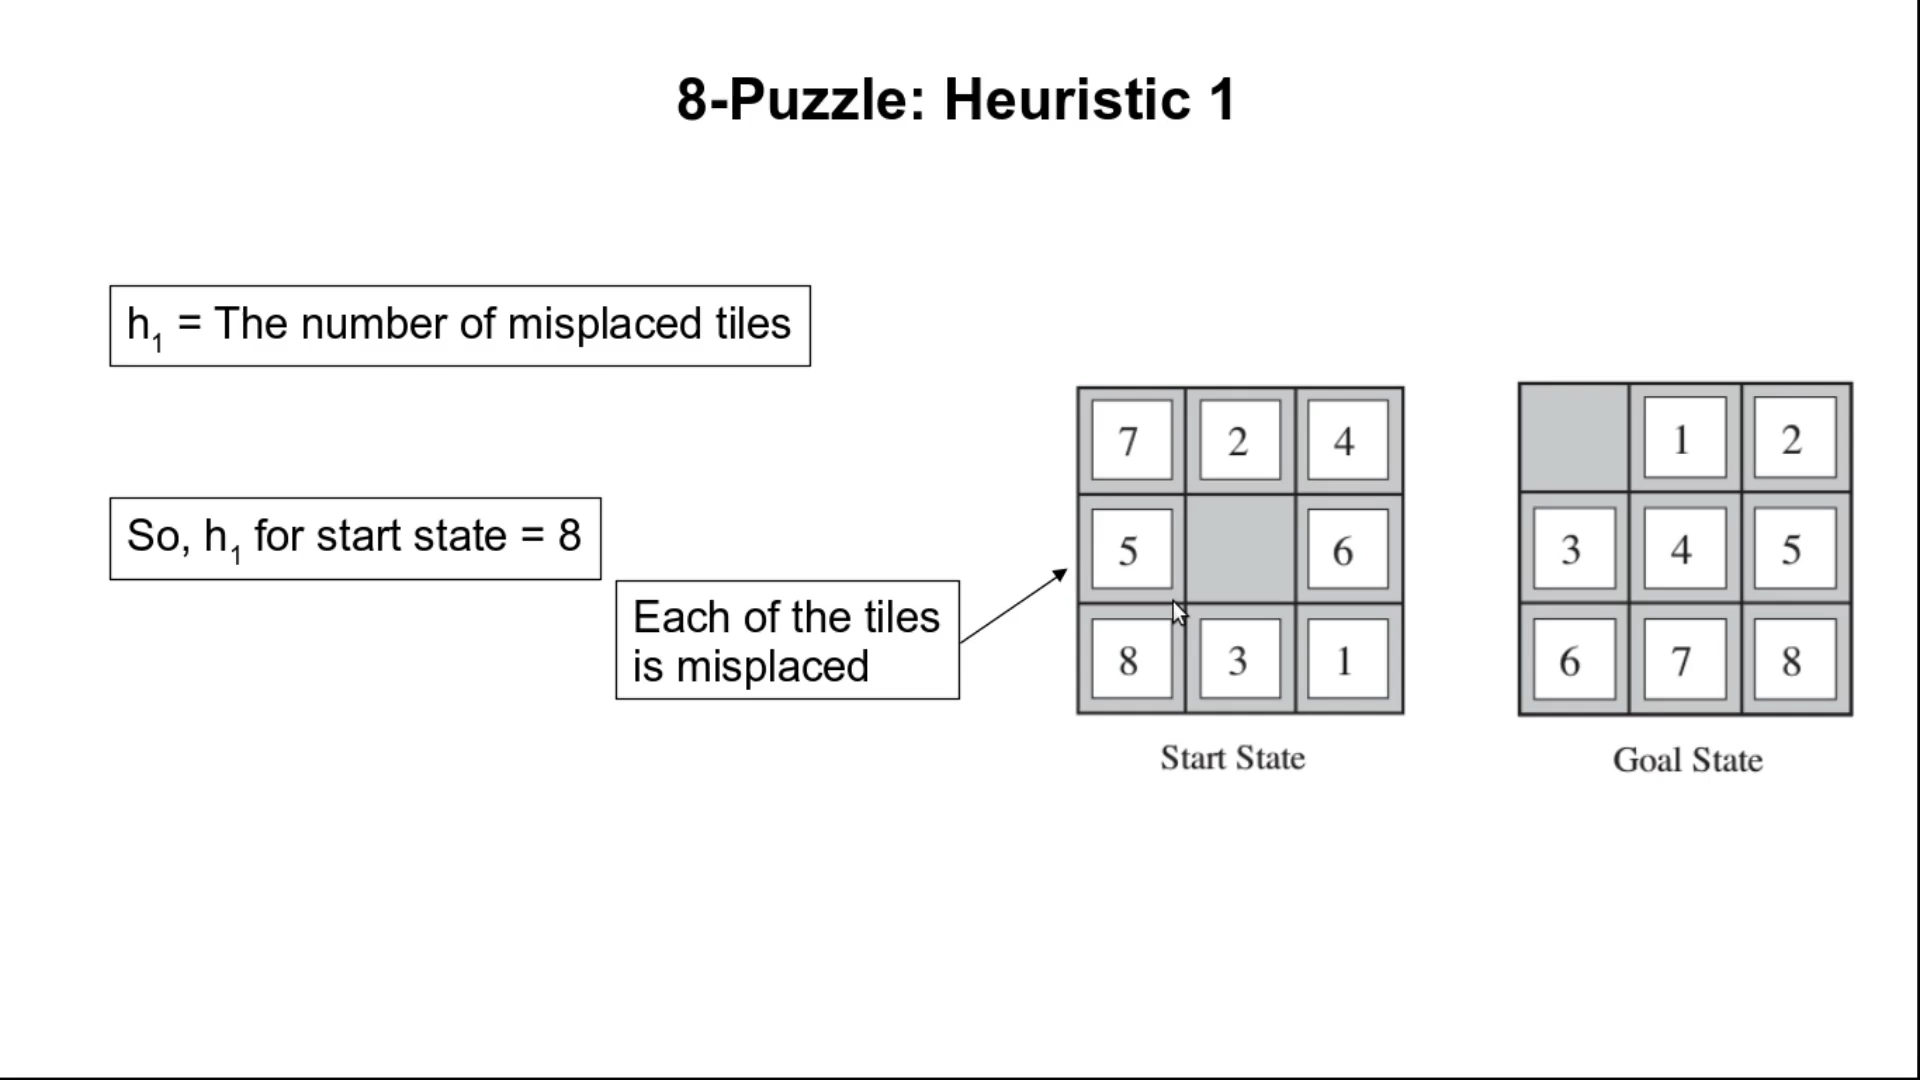 8-Puzzle: Heuristic 1
h1 = The number of misplaced tiles
So, h1 for start state = 8
Each of the tiles
is misplaced
7 2 4
5 6
8 3 1
Start State
1 2
3 4 5
6 7 8
Goal State